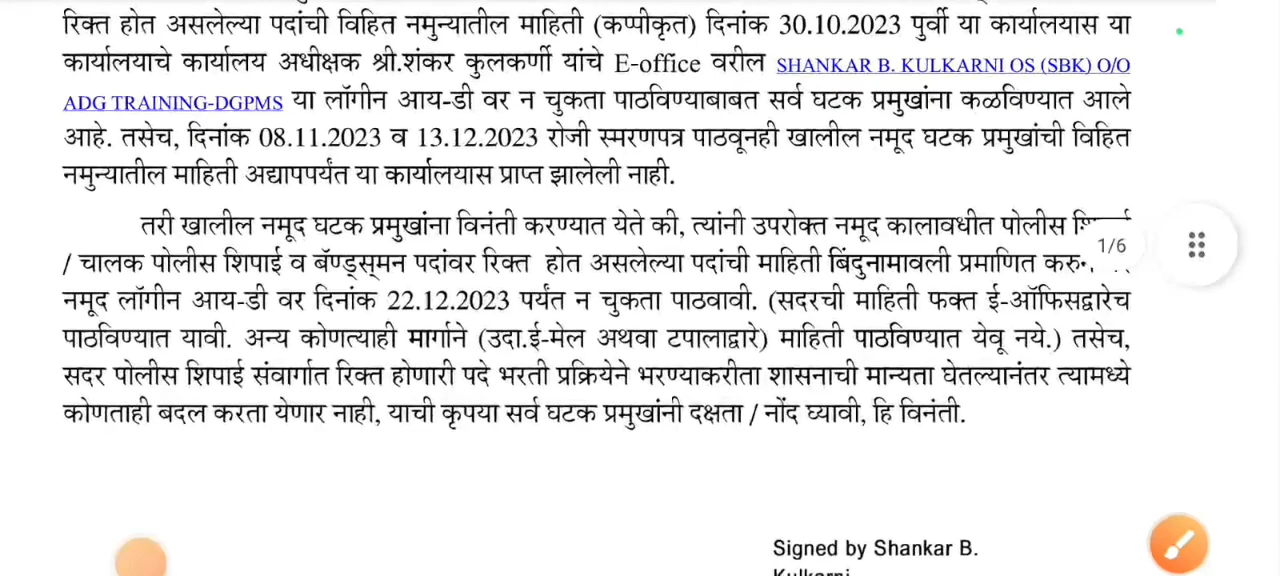 रिक्त होत असलेल्या पदांची विहित नमुन्यातील माहिती (कप्पीकृत) दिनांक 30.10.2023 पुर्वी या कार्यालयास या
कार्यालयाचे कार्यालय अधीक्षक श्री.शंकर कुलकर्णी यांचे E-office वरील SHANKAR B. KULKARNI OS (SBK) O/O
ADG TRAINING-DGPMS या लॉगीन आय-डी वर न चुकता पाठविण्याबाबत सर्व घटक प्रमुखांना कळविण्यात आले
आहे. तसेच, दिनांक 08.11.2023 व 13.12.2023 रोजी स्मरणपत्र पाठवूनही खालील नमूद घटक प्रमुखांची विहित
नमुन्यातील माहिती अद्यापपर्यंत या कार्यालयास प्राप्त झालेली नाही.
तरी खालील नमूद घटक प्रमुखांना विनंती करण्यात येते की, त्यांनी उपरोक्त नमूद कालावधीत पोलीस
1/6
/ चालक पोलीस शिपाई व बॅण्ड्स्मन पदांवर रिक्त होत असलेल्या पदांची माहिती बिंदुनामावली प्रमाणित
नमूद लॉगीन आय-डी वर दिनांक 22.12.2023 पर्यंत न चुकता पाठवावी. (सदरची माहिती फक्त ई-ऑफिसद्वारेच
पाठविण्यात यावी. अन्य कोणत्याही मार्गाने (उदा.ई-मेल अथवा टपालाद्वारे) माहिती पाठविण्यात येवू नये.) तसेच,
सदर पोलीस शिपाई संवार्गात रिक्त होणारी पदे भरती प्रक्रियेने भरण्याकरीता शासनाची मान्यता घेतल्यानंतर त्यामध्ये
कोणताही बदल करता येणार नाही, याची कृपया सर्व घटक प्रमुखांनी दक्षता / नोंद घ्यावी, हि विनंती.
Signed by Shankar B.